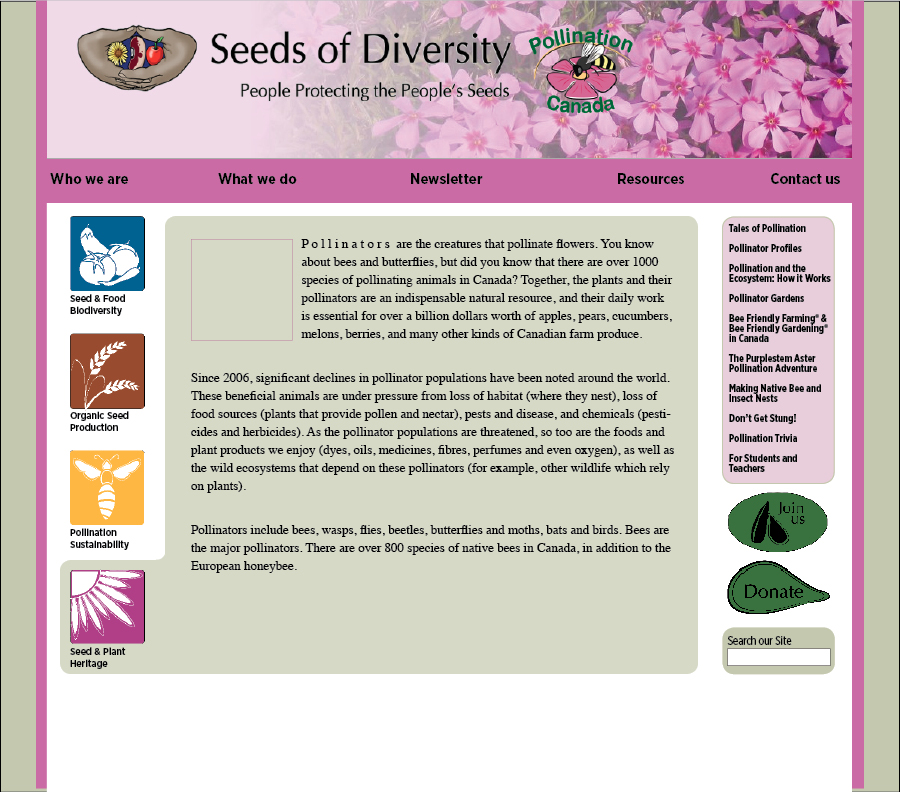 Seeds of Diversity
People Protecting the People's Seeds
Pollination
Canada
Who we are
What we do
Newsletter
Resources
Contact us
Seed & Food
Biodiversity
Organic Seed
Production
Pollination
Sustainability
Seed & Plant
Heritage
Pollinators are the creatures that pollinate flowers. You know
about bees and butterflies, but did you know that there are over 1000
species of pollinating animals in Canada? Together, the plants and their
pollinators are an indispensable natural resource, and their daily work
is essential for over a billion dollars worth of apples, pears, cucumbers,
melons, berries, and many other kinds of Canadian farm produce.
Since 2006, significant declines in pollinator populations have been noted around the world.
These beneficial animals are under pressure from loss of habitat (where they nest), loss of
food sources (plants that provide pollen and nectar), pests and disease, and chemicals (pesti-
cides and herbicides). As the pollinator populations are threatened, so too are the foods and
plant products we enjoy (dyes, oils, medicines, fibres, perfumes and even oxygen), as well as
the wild ecosystems that depend on these pollinators (for example, other wildlife which rely
on plants).
Pollinators include bees, wasps, flies, beetles, butterflies and moths, bats and birds. Bees are
the major pollinators. There are over 800 species of native bees in Canada, in addition to the
European honeybee.
Tales of Pollination
Pollinator Profiles
Pollination and the
Ecosystem: How it Works
Pollinator Gardens
Bee Friendly Farming® &
Bee Friendly Gardening®
in Canada
The Purplestem Aster
Pollination Adventure
Making Native Bee and
Insect Nests
Don't Get Stung!
Pollination Trivia
For Students and
Teachers
Join
us
Donate
Search our Site